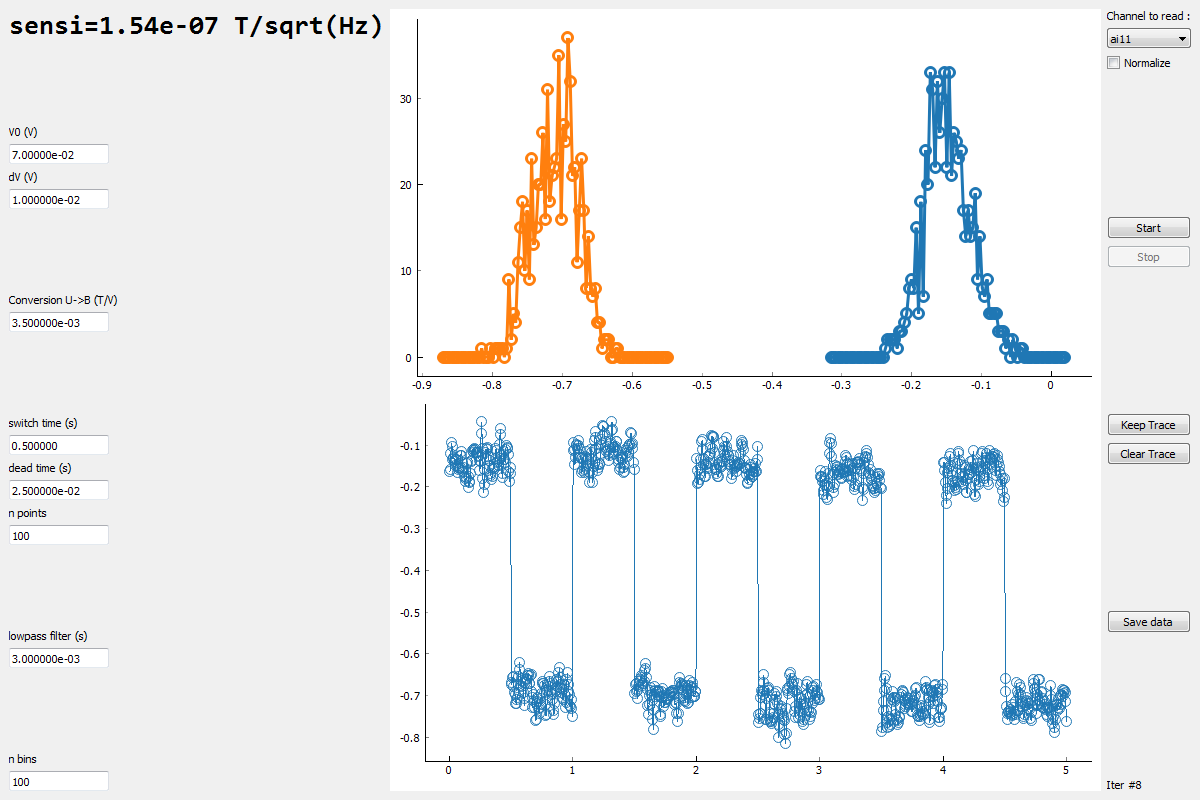 sensi=1.54e-07 T/sqrt(Hz)
V0 (V)
7.00000e-02
dV (V)
1.000000e-02
Conversion U->B (T/V)
3.500000e-03
switch time (s)
0.500000
dead time (s)
2.500000e-02
n points
100
lowpass filter (s)
3.000000e-03
n bins
100
30
20
10
0
-0.9 -0.8 -0.7 -0.6 -0.5 -0.4 -0.3 -0.2 -0.1 0
-0.1
-0.2
-0.3
-0.4
-0.5
-0.6
-0.7
-0.8
0 1 2 3 4 5
Channel to read :
ai11
Normalize
Start
Stop
Keep Trace
Clear Trace
Save data
Iter #8